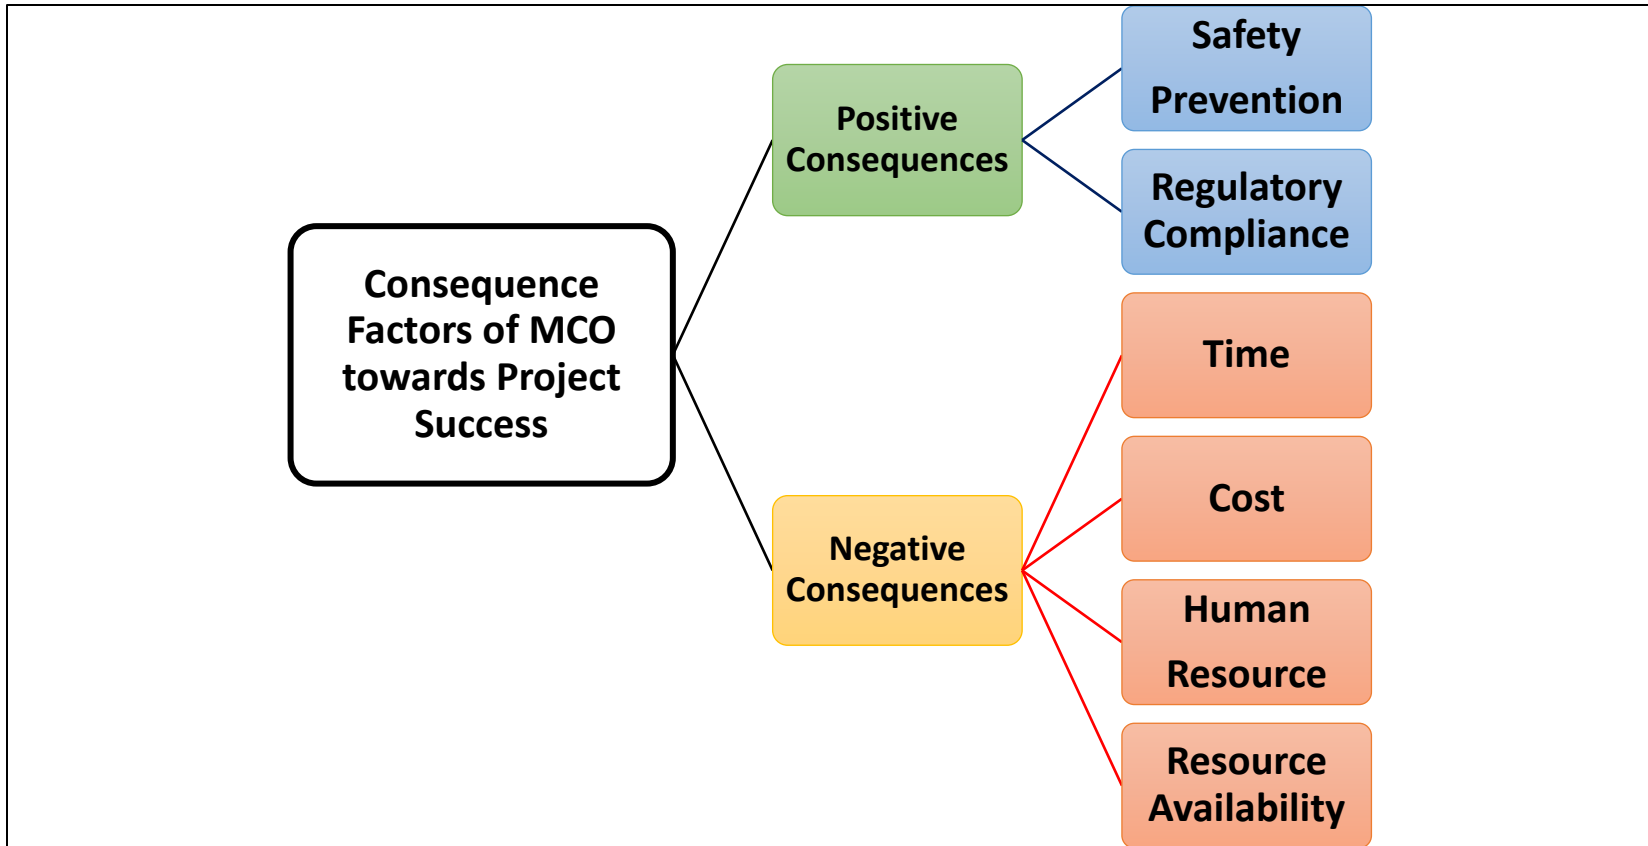 Consequence
Factors of MCO
towards Project
Success
Positive
Consequences
Safety
Prevention
Regulatory
Compliance
Negative
Consequences
Time
Cost
Human
Resource
Resource
Availability